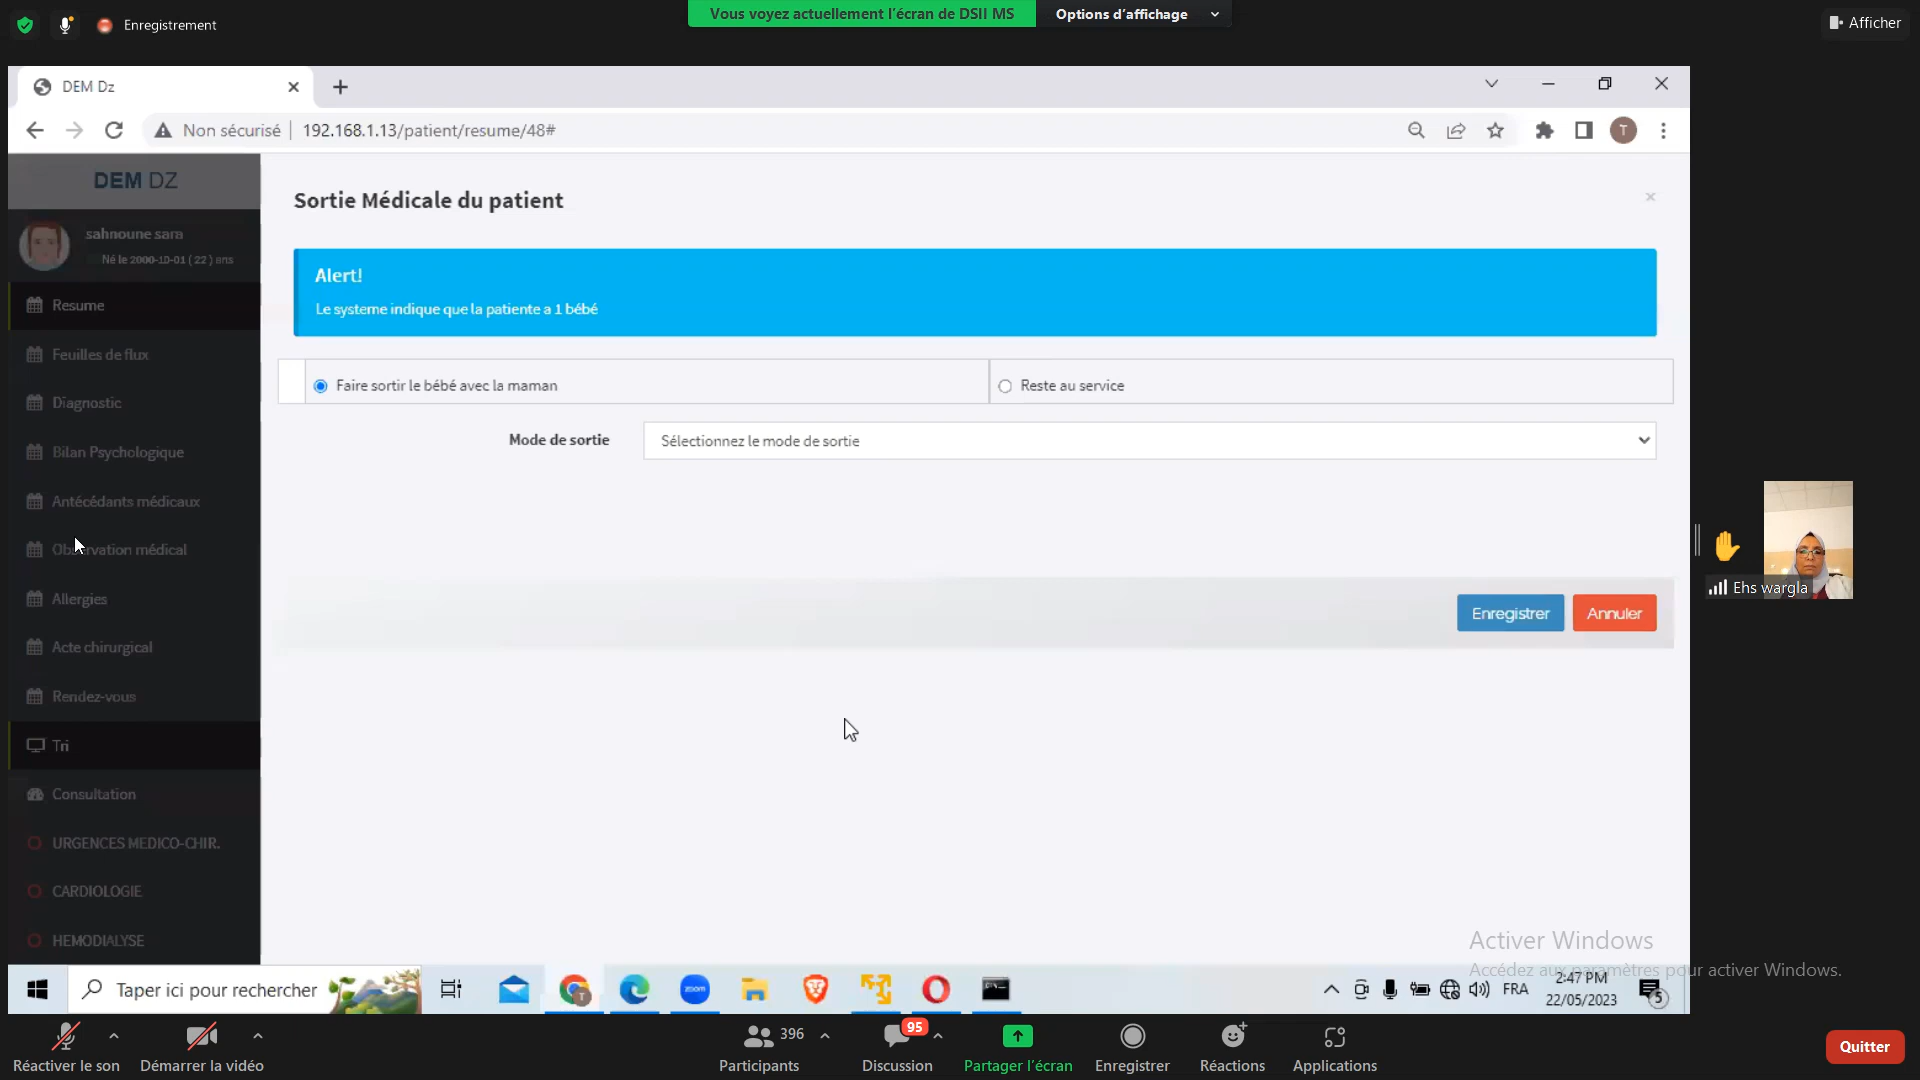 Enregistrement
Vous voyez actuellement l'écran de DSII MS
Options d'affichage
Afficher
DEM Dz
Non sécurisé
192.168.1.13/patient/resume/48#
T
DEM DZ
sahnoune sara
Né le 2000-10-01 ( 22 ) ans
Resume
Feuilles de flux
Diagnostic
Bilan Psychologique
Antécédants médicaux
Observation médical
Allergies
Acte chirurgical
Rendez-vous
Tri
Consultation
URGENCES MEDICO-CHIR.
CARDIOLOGIE
HEMODIALYSE
Sortie Médicale du patient
Alert!
Le systeme indique que la patiente a 1 bébé
Faire sortir le bébé avec la maman
Reste au service
Mode de sortie
Sélectionnez le mode de sortie
Enregistrer
Annuler
Ehs wargla
Activer Windows
Accédez aux paramètres pour activer Windows.
Taper ici pour rechercher
zoom
T
FRA
2:47 PM
22/05/2023
5
Réactiver le son
Démarrer la vidéo
396
Participants
95
Discussion
Partager l'écran
Enregistrer
Réactions
Applications
Quitter